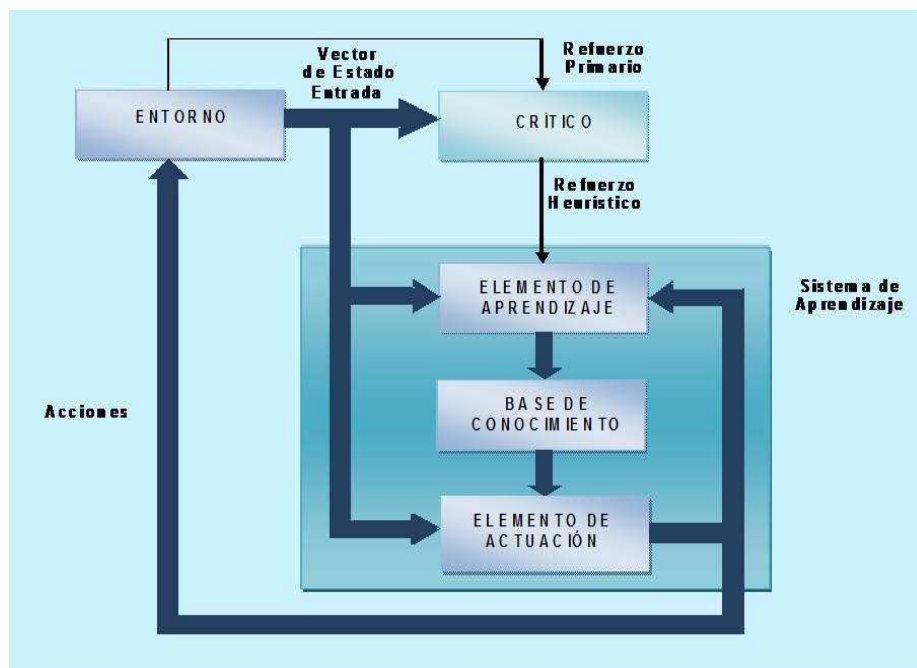 Vector
de Estado
Entrada
Refuerzo
Primario
ENTORNO
CRÍTICO
Refuerzo
Heurístico
ELEMENTO DE
APRENDIZAJE
Sistema de
Aprendizaje
BASE DE
CONOCIMIENTO
Acciones
ELEMENTO DE
ACTUACIÓN